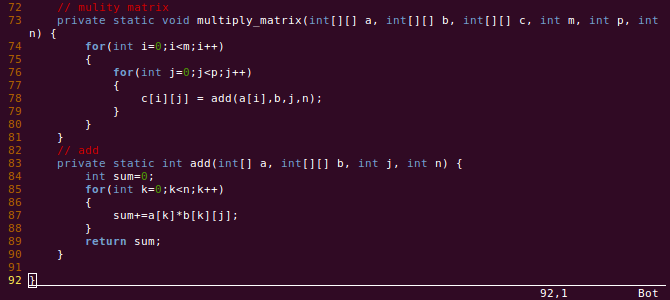 72     // mulity matrix
73     private static void multiply_matrix(int[][] a, int[][] b, int[][] c, int m, int p, int
n) {
74         for(int i=0;i<m;i++)
75         {
76             for(int j=0;j<p;j++)
77             {
78                 c[i][j] = add(a[i],b,j,n);
79             }
80         }
81     }
82     // add
83     private static int add(int[] a, int[][] b, int j, int n) {
84         int sum=0;
85         for(int k=0;k<n;k++)
86         {
87             sum+=a[k]*b[k][j];
88         }
89         return sum;
90     }
91
92 }
92,1 Bot